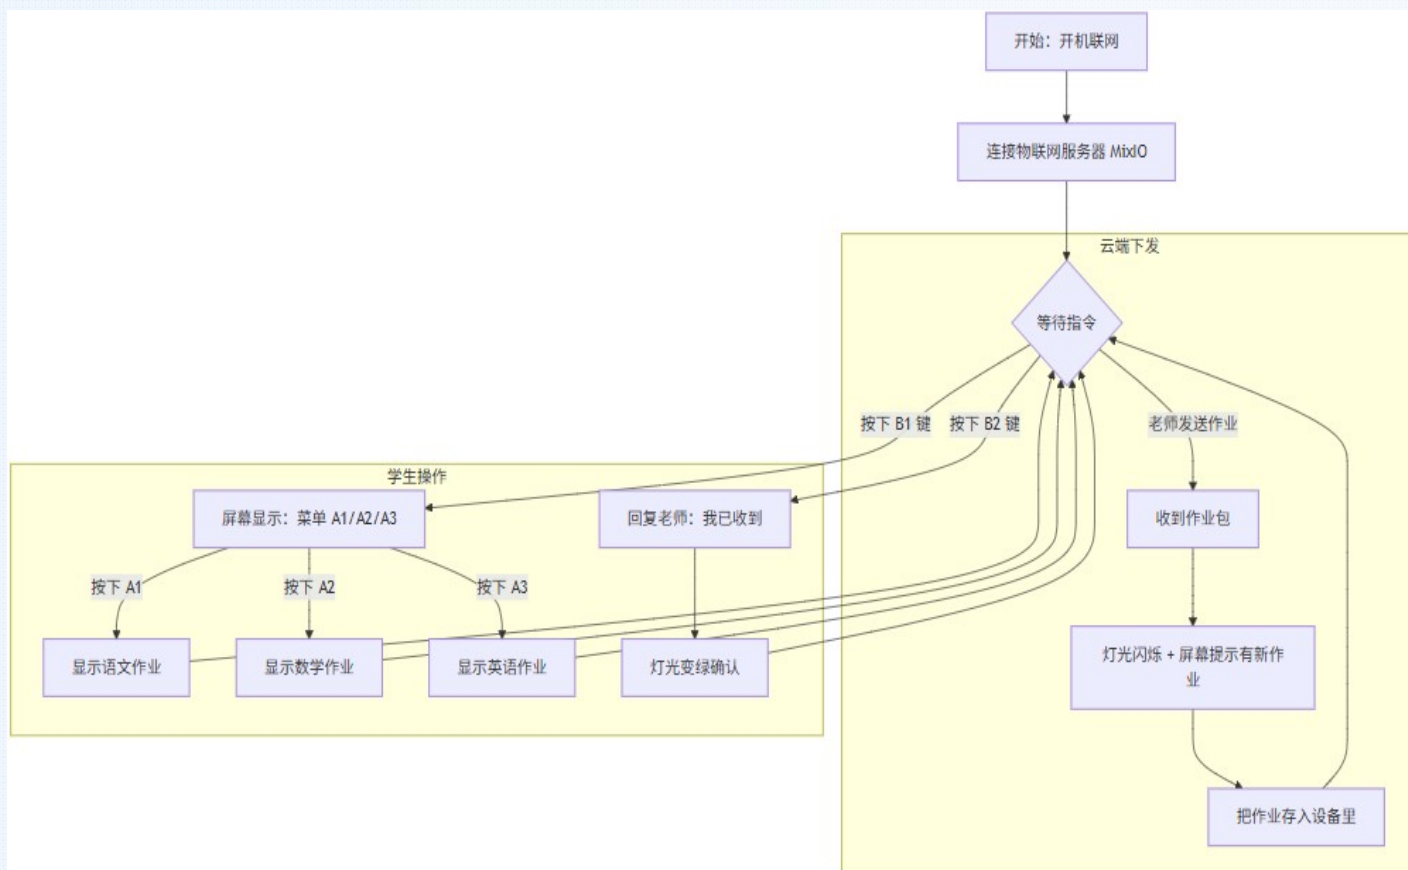 开始：开机联网
连接物联网服务器 MixIO
云端下发
等待指令
按下 B1 键
按下 B2 键
老师发送作业
学生操作
屏幕显示：菜单 A1/A2/A3
回复老师：我已收到
收到作业包
按下 A1
按下 A2
按下 A3
显示语文作业
显示数学作业
显示英语作业
灯光变绿确认
灯光闪烁 + 屏幕提示有新作
业
把作业存入设备里